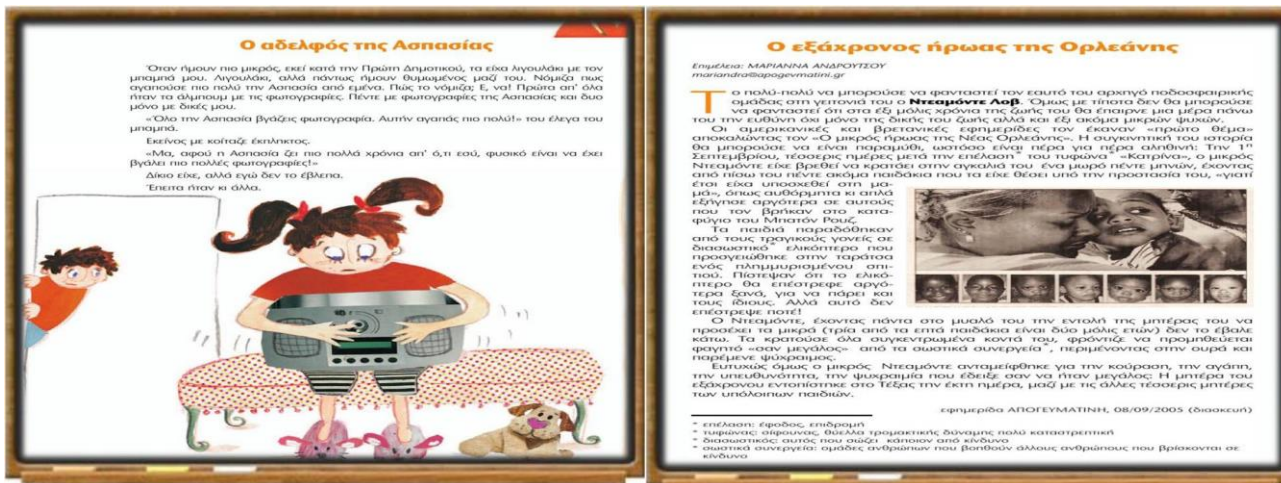 Ο αδελφός της Ασπασίας
Όταν ήμουν πιο μικρός, εκεί κατά την Πρώτη Δημοτικού, τα είχα λιγουλάκι με τον
μπαμπά μου. Λιγουλάκι, αλλά πάντως ήμουν θυμωμένος μαζί του. Νόμιζα πως
αγαπούσε πιο πολύ την Ασπασία από εμένα. Πώς το νόμιζα; Ε, να! Πρώτα απ' όλα
ήταν τα άλμπουμ με τις φωτογραφίες. Πέντε με φωτογραφίες της Ασπασίας και δυο
μόνο με δικές μου.
«Όλο την Ασπασία βγάζεις φωτογραφία. Αυτήν αγαπάς πιο πολύ!» του έλεγα του
μπαμπά.
Εκείνος με κοίταζε έκπληκτος.
«Μα, αφού η Ασπασία ζει πιο πολλά χρόνια απ' ό,τι εσύ, φυσικό είναι να έχει
βγάλει πιο πολλές φωτογραφίες!»
Δίκιο είχε, αλλά εγώ δεν το έβλεπα.
Έπειτα ήταν κι άλλα.
Ο εξάχρονος ήρωας της Ορλεάνης
Επιμέλεια: ΜΑΡΙΑΝΝΑ ΑΝΔΡΟΥΤΣΟΥ
mariandra@apogevmatini.gr
Το πολύ-πολύ να μπορούσε να φανταστεί τον εαυτό του αρχηγό ποδοσφαιρικής
ομάδας στη γειτονιά του ο Ντεαμόντε Λοβ. Όμως με τίποτα δεν θα μπορούσε
να φανταστεί ότι στα έξι μόλις χρόνια της ζωής του θα έπαιρνε μια μέρα πάνω
του την ευθύνη όχι μόνο της δικής του ζωής αλλά και έξι ακόμα μικρών ψυχών.
Οι αμερικανικές και βρετανικές εφημερίδες τον έκαναν «πρώτο θέμα»
αποκαλώντας τον «Ο μικρός ήρωας της Νέας Ορλεάνης». Η συγκινητική του ιστορία
θα μπορούσε να είναι παραμύθι, ωστόσο είναι πέρα για πέρα αληθινή: Την 1η
Σεπτεμβρίου, τέσσερις ημέρες μετά την επέλαση* του τυφώνα* «Κατρίνα», ο μικρός
Ντεαμόντε είχε βρεθεί να κρατάει στην αγκαλιά του ένα μωρό πέντε μηνών, έχοντας
από πίσω του πέντε ακόμα παιδάκια που τα είχε θέσει υπό την προστασία του, «γιατί
έτσι είχα υποσχεθεί στη μα-
μά», όπως αυθόρμητα κι απλά
εξήγησε αργότερα σε αυτούς
που τον βρήκαν στο κατα-
φύγιο του Μπατόν Ρουζ.
Τα παιδιά παραδόθηκαν
από τους τραγικούς γονείς σε
διασωστικό* ελικόπτερο που
προσγειώθηκε στην ταράτσα
ενός πλημμυρισμένου σπι-
τιού. Πίστεψαν ότι το ελικό-
πτερο θα επέστρεφε αργό-
τερα ξανά, για να πάρει και
τους ίδιους. Αλλά αυτό δεν
επέστρεψε ποτέ!
Ο Ντεαμόντε, έχοντας πάντα στο μυαλό του την εντολή της μητέρας του να
προσέχει τα μικρά (τρία από τα επτά παιδάκια είναι δύο μόλις ετών) δεν το έβαλε
κάτω. Τα κρατούσε όλα συγκεντρωμένα κοντά του, φρόντιζε να προμηθεύεται
φαγητό «σαν μεγάλος» από τα σωστικά συνεργεία*, περιμένοντας στην ουρά και
παρέμενε ψύχραιμος.
Ευτυχώς όμως ο μικρός Ντεαμόντε ανταμείφθηκε για την κούραση, την αγάπη,
την υπευθυνότητα, την ψυχραιμία που έδειξε σαν να ήταν μεγάλος: Η μητέρα του
εξάχρονου εντοπίστηκε στο Τέξας την έκτη ημέρα, μαζί με τις άλλες τέσσερις μητέρες
των υπόλοιπων παιδιών.
εφημερίδα ΑΠΟΓΕΥΜΑΤΙΝΗ, 08/09/2005 (διασκευή)
* επέλαση: έφοδος, επιδρομή
* τυφώνας: σίφουνας, θύελλα τρομακτικής δύναμης πολύ καταστρεπτική
* διασωστικός: αυτός που σώζει κάποιον από κίνδυνο
* σωστικά συνεργεία: ομάδες ανθρώπων που βοηθούν άλλους ανθρώπους που βρίσκονται σε
κίνδυνο